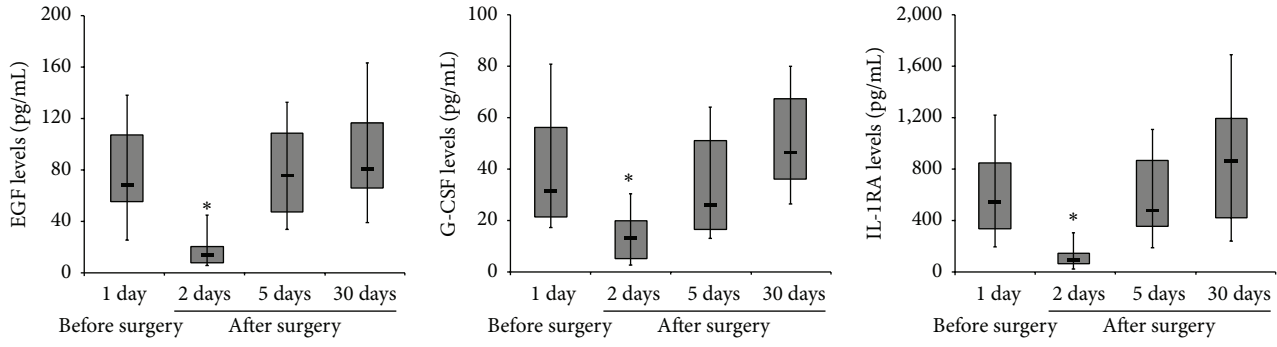 EGF levels (pg/mL)
200
160
120
80
40
0
*
1 day 2 days 5 days 30 days
Before surgery After surgery
G-CSF levels (pg/mL)
100
80
60
40
20
0
*
1 day 2 days 5 days 30 days
Before surgery After surgery
IL-1RA levels (pg/mL)
2,000
1,600
1,200
800
400
0
*
1 day 2 days 5 days 30 days
Before surgery After surgery